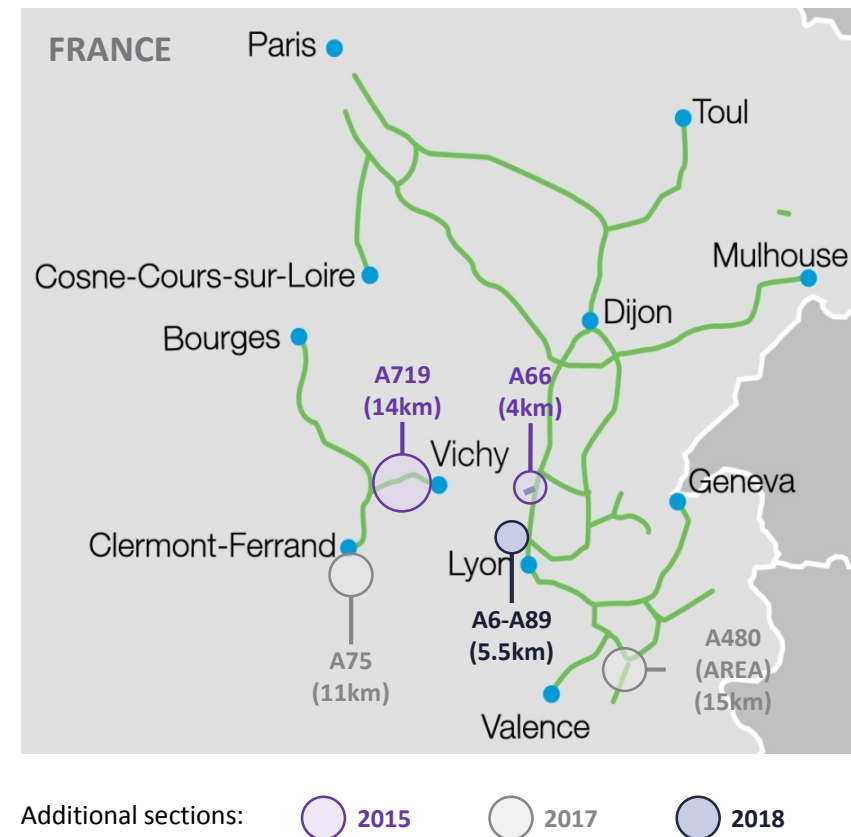 FRANCE
Paris
Toul
Mulhouse
Cosne-Cours-sur-Loire
Dijon
Bourges
A719
(14km)
A66
(4km)
Vichy
Geneva
Clermont-Ferrand
Lyon
A6-A89
(5.5km)
A75
(11km)
A480
(AREA)
(15km)
Valence
Additional sections: 2015 2017 2018